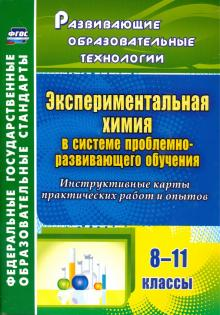 ФГОС
Развивающие
образовательные
технологии
ФЕДЕРАЛЬНЫЕ ГОСУДАРСТВЕННЫЕ
ОБРАЗОВАТЕЛЬНЫЕ СТАНДАРТЫ
Экспериментальная
химия
в системе проблемно-
развивающего обучения
Инструктивные карты
практических работ и опытов
8–11
классы